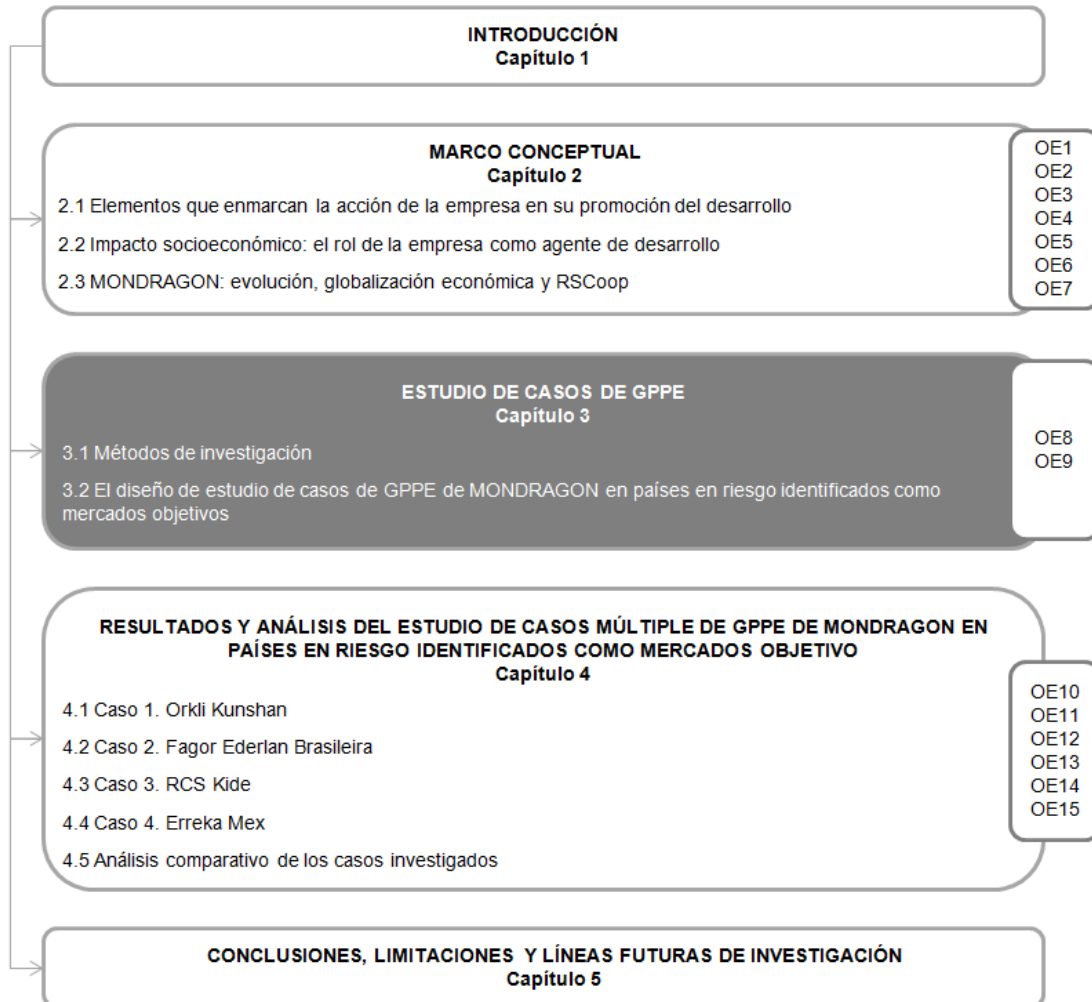 INTRODUCCIÓN
Capítulo 1
MARCO CONCEPTUAL
Capítulo 2
2.1 Elementos que enmarcan la acción de la empresa en su promoción del desarrollo
2.2 Impacto socioeconómico: el rol de la empresa como agente de desarrollo
2.3 MONDRAGON: evolución, globalización económica y RSCoop
OE1
OE2
OE3
OE4
OE5
OE6
OE7
ESTUDIO DE CASOS DE GPPE
Capítulo 3
3.1 Métodos de investigación
3.2 El diseño de estudio de casos de GPPE de MONDRAGON en países en riesgo identificados como
mercados objetivos
OE8
OE9
RESULTADOS Y ANÁLISIS DEL ESTUDIO DE CASOS MÚLTIPLE DE GPPE DE MONDRAGON EN
PAÍSES EN RIESGO IDENTIFICADOS COMO MERCADOS OBJETIVO
Capítulo 4
4.1 Caso 1. Orkli Kunshan
4.2 Caso 2. Fagor Ederlan Brasileira
4.3 Caso 3. RCS Kide
4.4 Caso 4. Erreka Mex
4.5 Análisis comparativo de los casos investigados
OE10
OE11
OE12
OE13
OE14
OE15
CONCLUSIONES, LIMITACIONES Y LÍNEAS FUTURAS DE INVESTIGACIÓN
Capítulo 5